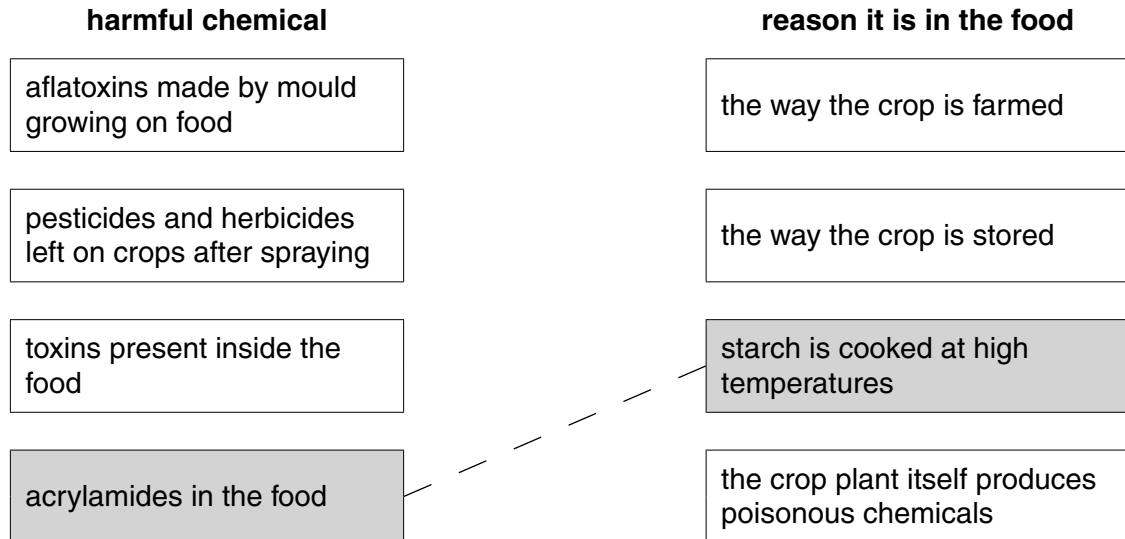 harmful chemical
reason it is in the food
aflatoxins made by mould
growing on food
the way the crop is farmed
pesticides and herbicides
left on crops after spraying
the way the crop is stored
toxins present inside the
food
starch is cooked at high
temperatures
acrylamides in the food
the crop plant itself produces
poisonous chemicals